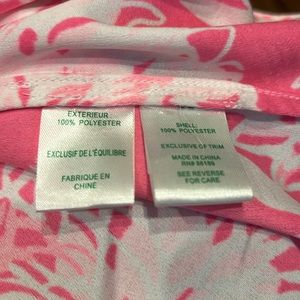 EXTERIEUR
100% POLYESTER
EXCLUSIF DE L'ÉQUILIBRE
FABRIQUE EN
CHINE
SHELL:
100% POLYESTER
EXCLUSIVE OF TRIM
MADE IN CHINA
RN#
SEE REVERSE
FOR CARE